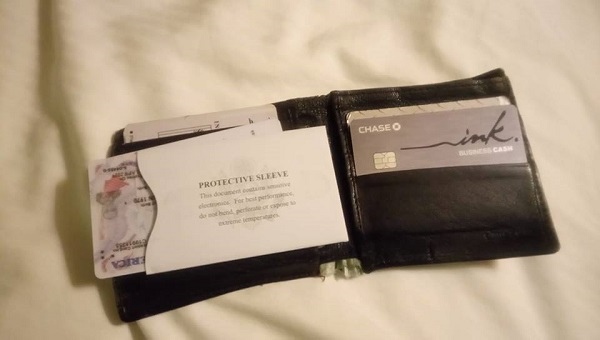 PROTECTIVE SLEEVE
This document contains sensitive
electronics. For best performance,
do not bend, perforate or expose to
extreme temperatures.
CHASE
ink.
BUSINESS CASH
ERICA